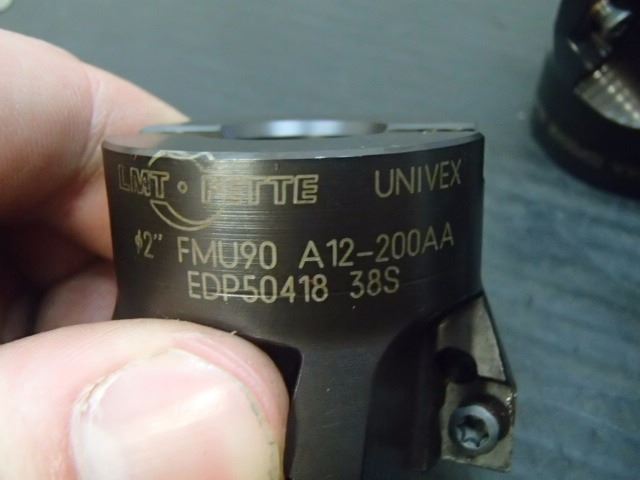 LMT · FETTE UNIVEX
ϕ2" FMU90 A12-200AA
EDP50418 38S